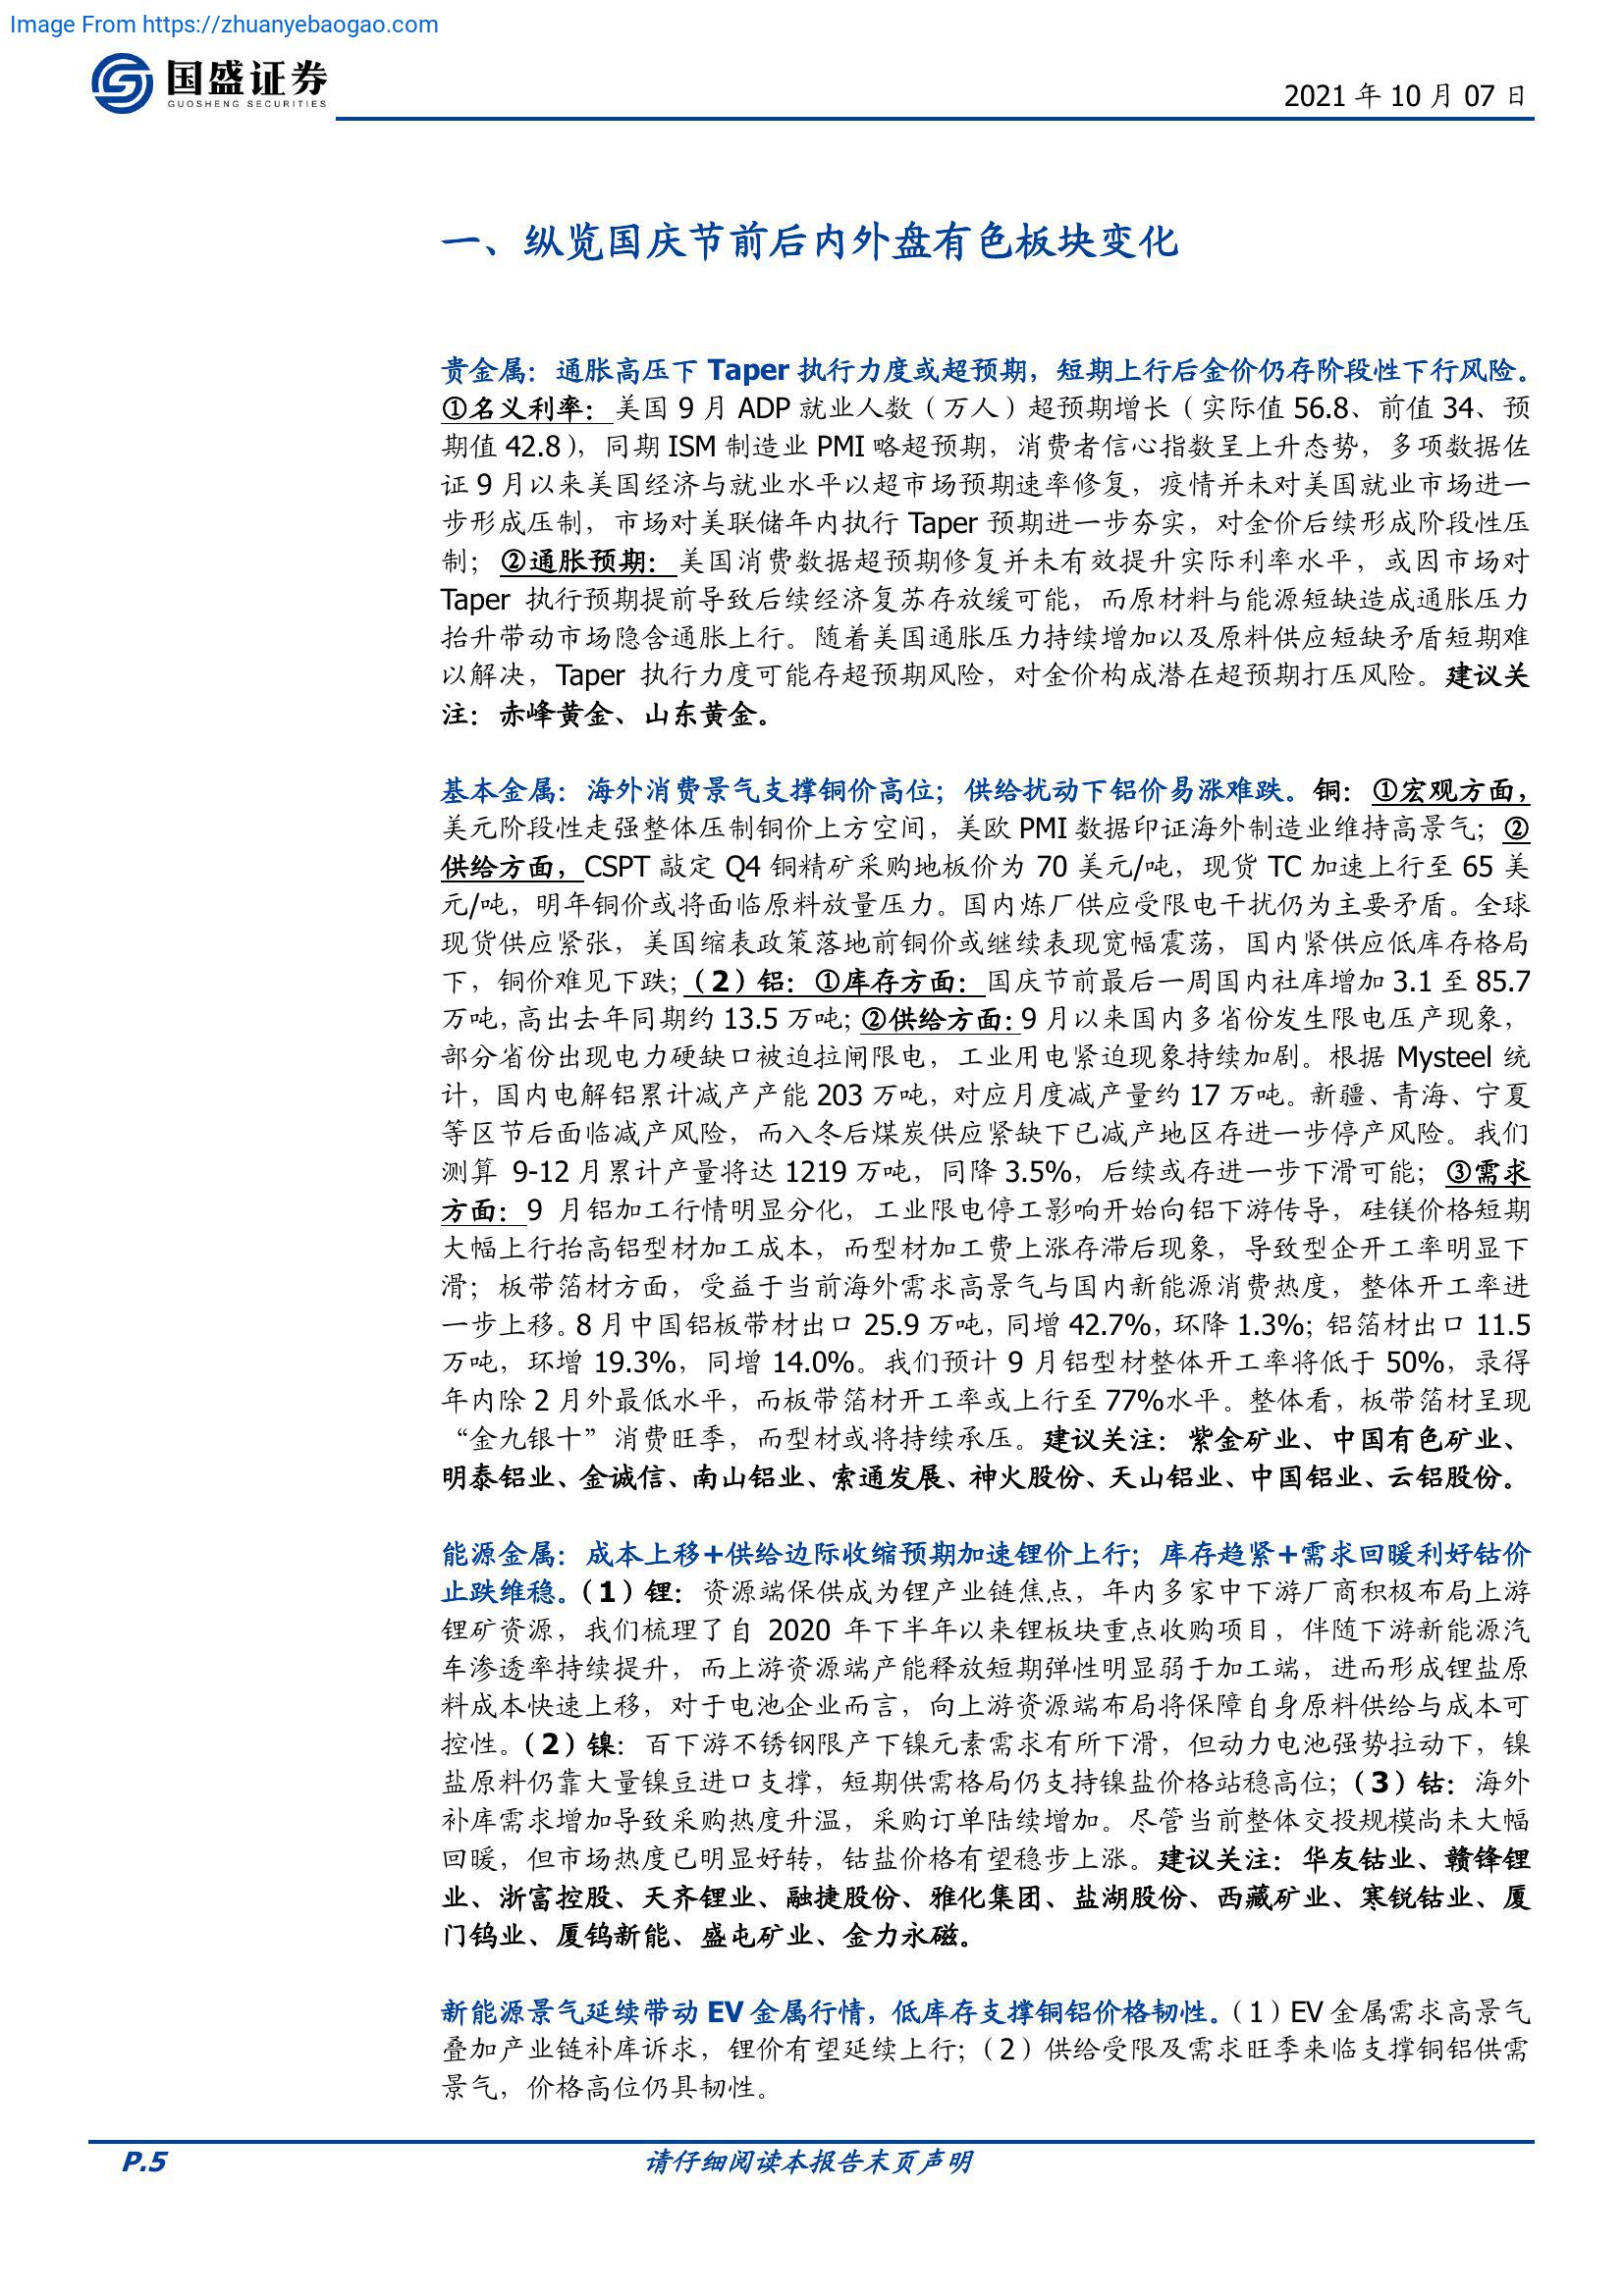 Image From https://zhuanyebaogao.com
国盛证券
GUOSHENG SECURITIES
2021 年 10 月 07 日
一、纵览国庆节前后内外盘有色板块变化
贵金属：通胀高压下 Taper 执行力度或超预期，短期上行后金价仍存阶段性下行风险。
①名义利率：美国 9 月 ADP 就业人数（万人）超预期增长（实际值 56.8、前值 34、预
期值 42.8），同期 ISM 制造业 PMI 略超预期，消费者信心指数呈上升态势，多项数据佐
证 9 月以来美国经济与就业水平以超市场预期速率修复，疫情并未对美国就业市场进一
步形成压制，市场对美联储年内执行 Taper 预期进一步夯实，对金价后续形成阶段性压
制；②通胀预期：美国消费数据超预期修复并未有效提升实际利率水平，或因市场对
Taper 执行预期提前导致后续经济复苏存放缓可能，而原材料与能源短缺造成通胀压力
抬升带动市场隐含通胀上行。随着美国通胀压力持续增加以及原料供应短缺矛盾短期难
以解决，Taper 执行力度可能存超预期风险，对金价构成潜在超预期打压风险。建议关
注：赤峰黄金、山东黄金。
基本金属：海外消费景气支撑铜价高位；供给扰动下铝价易涨难跌。铜：①宏观方面，
美元阶段性走强整体压制铜价上方空间，美欧 PMI 数据印证海外制造业维持高景气；②
供给方面，CSPT 敲定 Q4 铜精矿采购地板价为 70 美元/吨，现货 TC 加速上行至 65 美
元/吨，明年铜价或将面临原料放量压力。国内炼厂供应受限电干扰仍为主要矛盾。全球
现货供应紧张，美国缩表政策落地前铜价或继续表现宽幅震荡，国内紧供应低库存格局
下，铜价难见下跌；（2）铝：①库存方面：国庆节前最后一周国内社库增加 3.1 至 85.7
万吨，高出去年同期约 13.5 万吨；②供给方面：9 月以来国内多省份发生限电压产现象，
部分省份出现电力硬缺口被迫拉闸限电，工业用电紧迫现象持续加剧。根据 Mysteel 统
计，国内电解铝累计减产产能 203 万吨，对应月度减产量约 17 万吨。新疆、青海、宁夏
等区节后面临减产风险，而入冬后煤炭供应紧缺下已减产地区存进一步停产风险。我们
测算 9-12 月累计产量将达 1219 万吨，同降 3.5%，后续或存进一步下滑可能；③需求
方面：9 月铝加工行情明显分化，工业限电停工影响开始向铝下游传导，硅镁价格短期
大幅上行抬高铝型材加工成本，而型材加工费上涨存滞后现象，导致型企开工率明显下
滑；板带箔材方面，受益于当前海外需求高景气与国内新能源消费热度，整体开工率进
一步上移。8 月中国铝板带材出口 25.9 万吨，同增 42.7%，环降 1.3%；铝箔材出口 11.5
万吨，环增 19.3%，同增 14.0%。我们预计 9 月铝型材整体开工率将低于 50%，录得
年内除 2 月外最低水平，而板带箔材开工率或上行至 77%水平。整体看，板带箔材呈现
“金九银十”消费旺季，而型材或将持续承压。建议关注：紫金矿业、中国有色矿业、
明泰铝业、金诚信、南山铝业、索通发展、神火股份、天山铝业、中国铝业、云铝股份。
能源金属：成本上移+供给边际收缩预期加速锂价上行；库存趋紧+需求回暖利好钴价
止跌维稳。（1）锂：资源端保供成为锂产业链焦点，年内多家中下游厂商积极布局上游
锂矿资源，我们梳理了自 2020 年下半年以来锂板块重点收购项目，伴随下游新能源汽
车渗透率持续提升，而上游资源端产能释放短期弹性明显弱于加工端，进而形成锂盐原
料成本快速上移，对于电池企业而言，向上游资源端布局将保障自身原料供给与成本可
控性。（2）镍：百下游不锈钢限产下镍元素需求有所下滑，但动力电池强势拉动下，镍
盐原料仍靠大量镍豆进口支撑，短期供需格局仍支持镍盐价格站稳高位；（3）钴：海外
补库需求增加导致采购热度升温，采购订单陆续增加。尽管当前整体交投规模尚未大幅
回暖，但市场热度已明显好转，钴盐价格有望稳步上涨。建议关注：华友钴业、赣锋锂
业、浙富控股、天齐锂业、融捷股份、雅化集团、盐湖股份、西藏矿业、寒锐钴业、厦
门钨业、厦钨新能、盛屯矿业、金力永磁。
新能源景气延续带动 EV 金属行情，低库存支撑铜铝价格韧性。（1）EV 金属需求高景气
叠加产业链补库诉求，锂价有望延续上行；（2）供给受限及需求旺季来临支撑铜铝供需
景气，价格高位仍具韧性。
P.5
请仔细阅读本报告末页声明